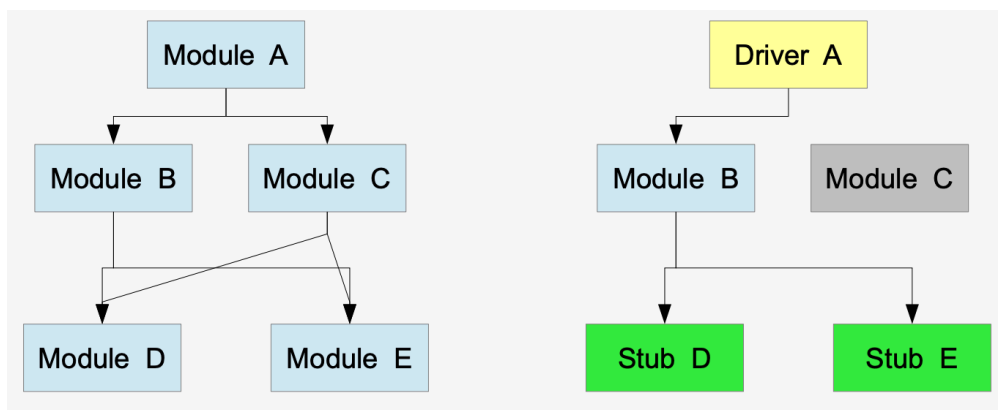 Module A
Driver A
Module B
Module C
Module B
Module C
Module D
Module E
Stub D
Stub E